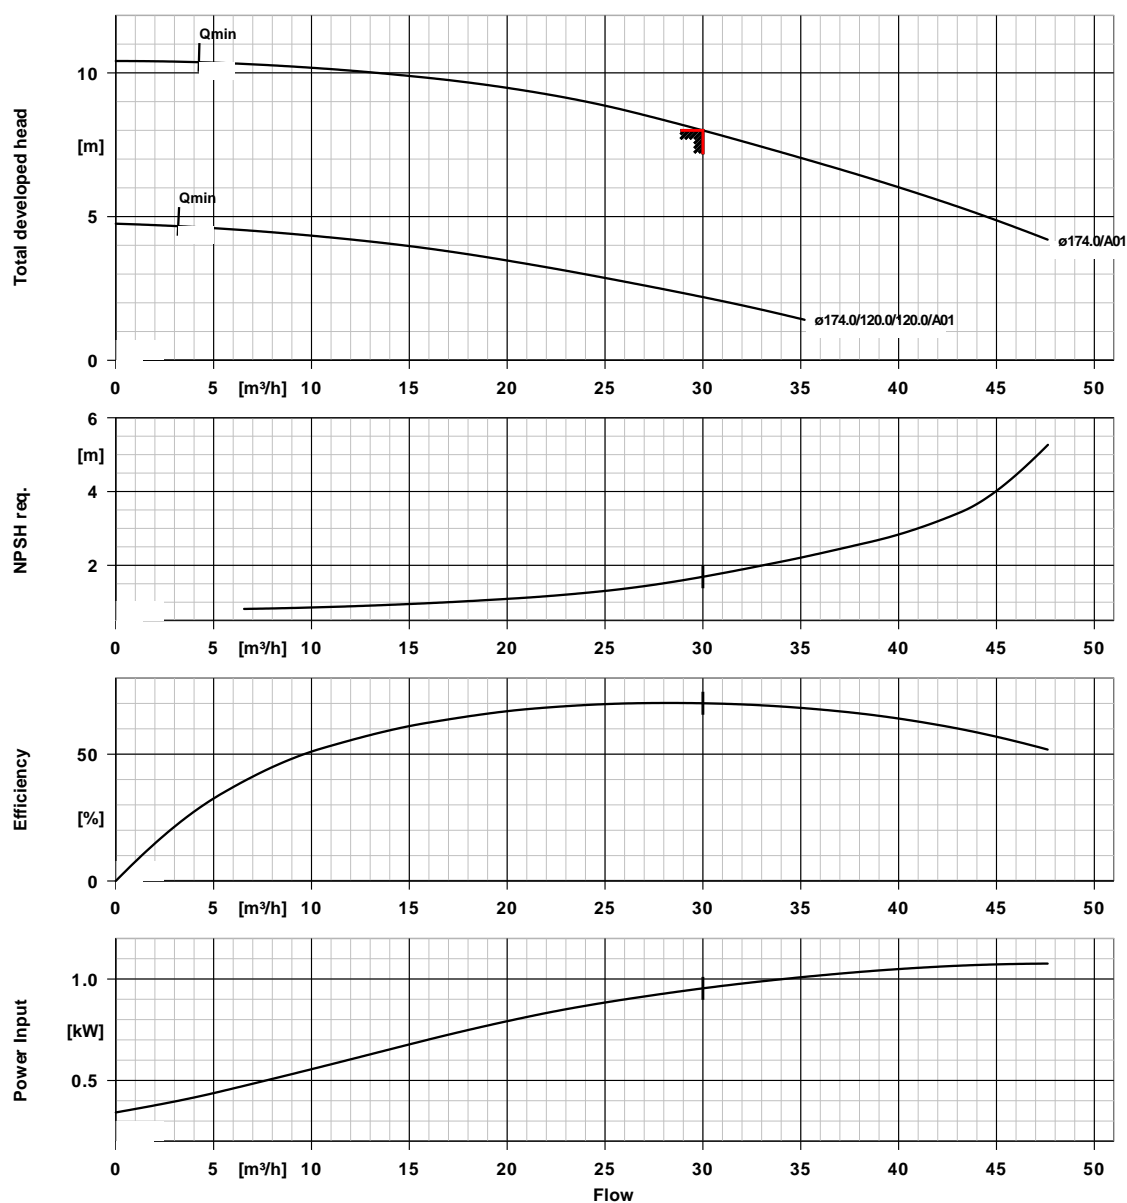 Qmin
10
Total developed head
[m]
Qmin
5
ø174.0/A01
ø174.0/120.0/120.0/A01
0
0 5 [m³/h] 10 15 20 25 30 35 40 45 50
6
[m]
NPSH req.
4
2
0 5 [m³/h] 10 15 20 25 30 35 40 45 50
Efficiency
50
[%]
0
0 5 [m³/h] 10 15 20 25 30 35 40 45 50
1.0
Power Input
[kW]
0.5
0 5 [m³/h] 10 15 20 25 30 35 40 45 50
Flow